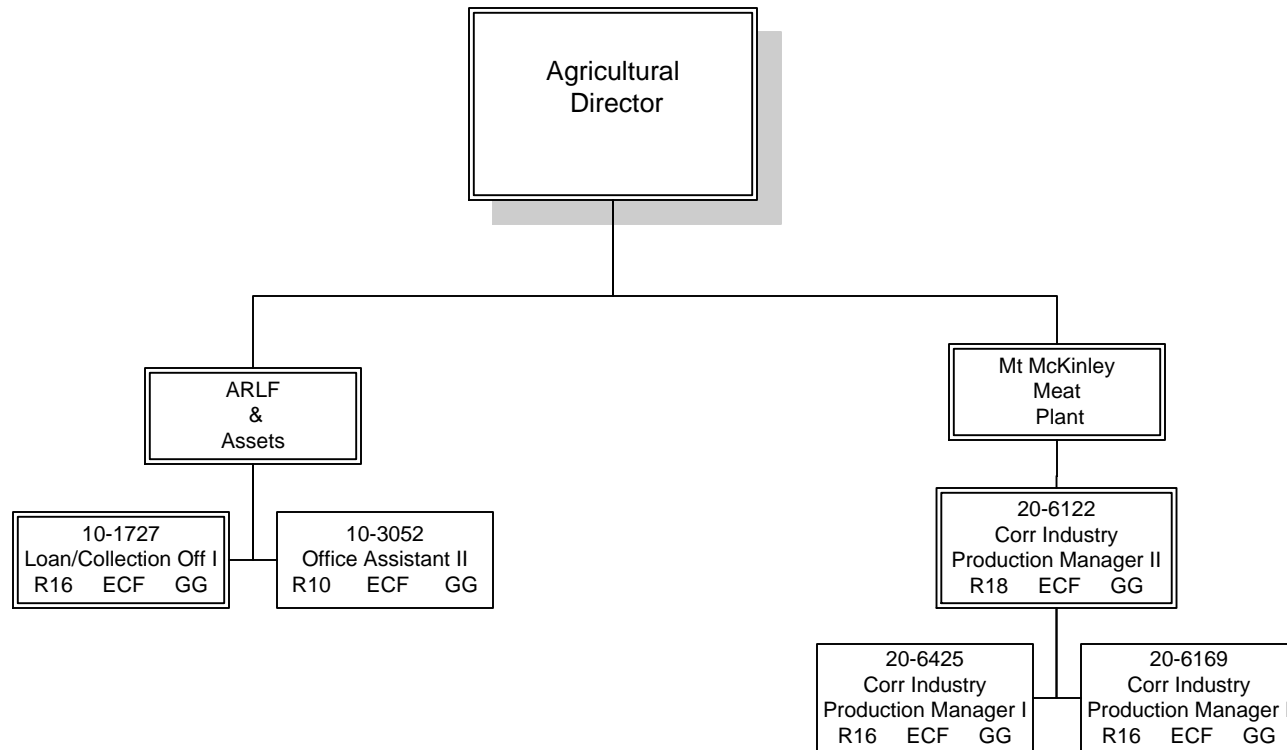 Agricultural
Director
ARLF
&
Assets
Mt McKinley
Meat
Plant
10-1727
Loan/Collection Off I
R16 ECF GG
10-3052
Office Assistant II
R10 ECF GG
20-6122
Corr Industry
Production Manager II
R18 ECF GG
20-6425
Corr Industry
Production Manager I
R16 ECF GG
20-6169
Corr Industry
Production Manager I
R16 ECF GG